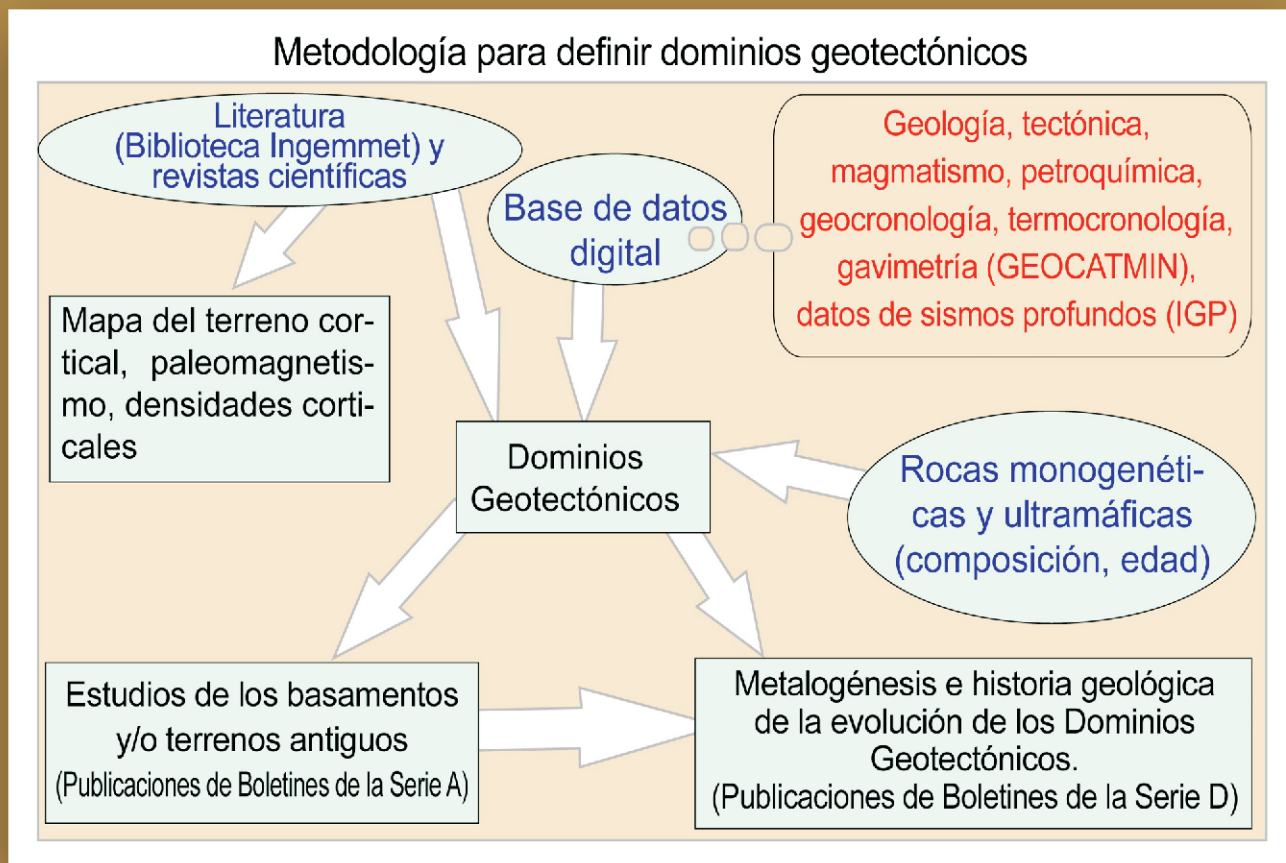 Metodología para definir dominios geotectónicos
Literatura
(Biblioteca Ingemmet) y
revistas científicas
Base de datos
digital
Geología, tectónica,
magmatismo, petroquímica,
geocronología, termocronología,
gavimetría (GEOCATMIN),
datos de sismos profundos (IGP)
Mapa del terreno cor-
tical, paleomagnetis-
mo, densidades corti-
cales
Dominios
Geotectónicos
Rocas monogenéti-
cas y ultramáficas
(composición, edad)
Estudios de los basamentos
y/o terrenos antiguos
(Publicaciones de Boletines de la Serie A)
Metalogénesis e historia geológica
de la evolución de los Dominios
Geotectónicos.
(Publicaciones de Boletines de la Serie D)